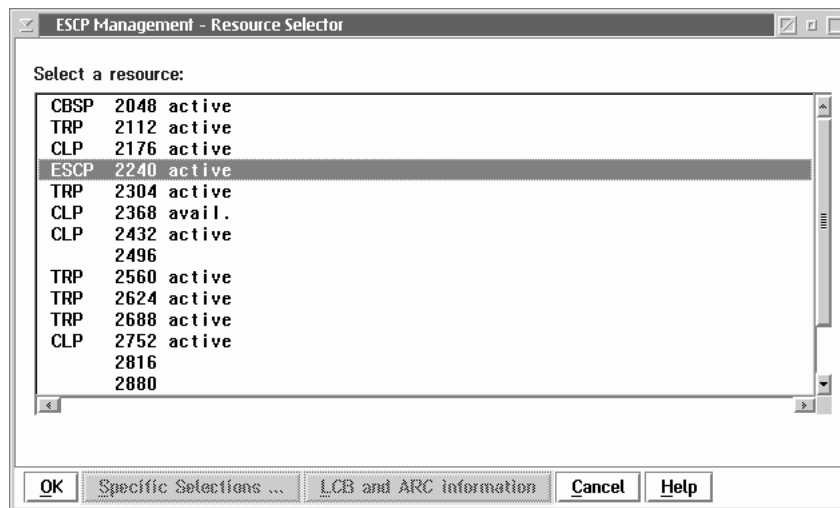 ESCP Management - Resource Selector
Select a resource:
CBSP 2048 active
TRP 2112 active
CLP 2176 active
ESCP 2240 active
TRP 2304 active
CLP 2368 avail.
CLP 2432 active
2496
TRP 2560 active
TRP 2624 active
TRP 2688 active
CLP 2752 active
2816
2880
OK Specific Selections ... LCB and ARC information Cancel Help